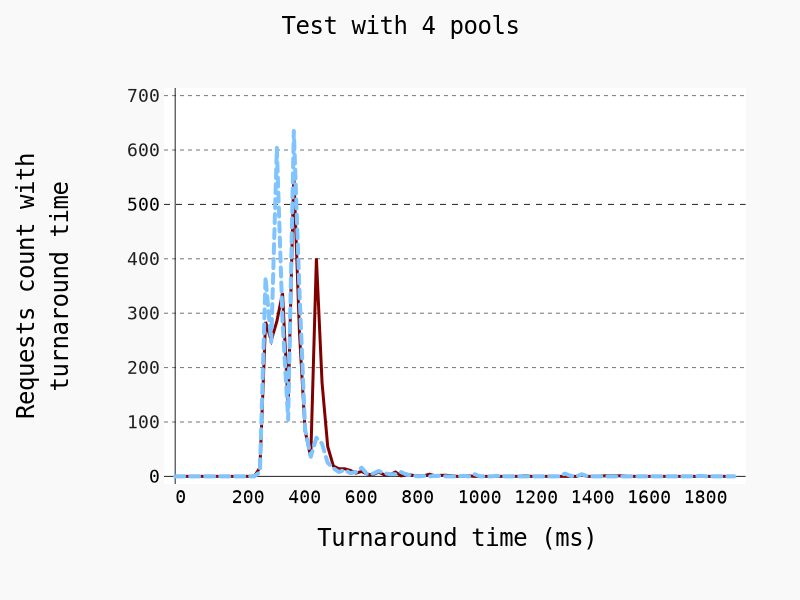 Test with 4 pools
Requests count with
turnaround time
700
600
500
400
300
200
100
0
0 200 400 600 800 1000 1200 1400 1600 1800
Turnaround time (ms)